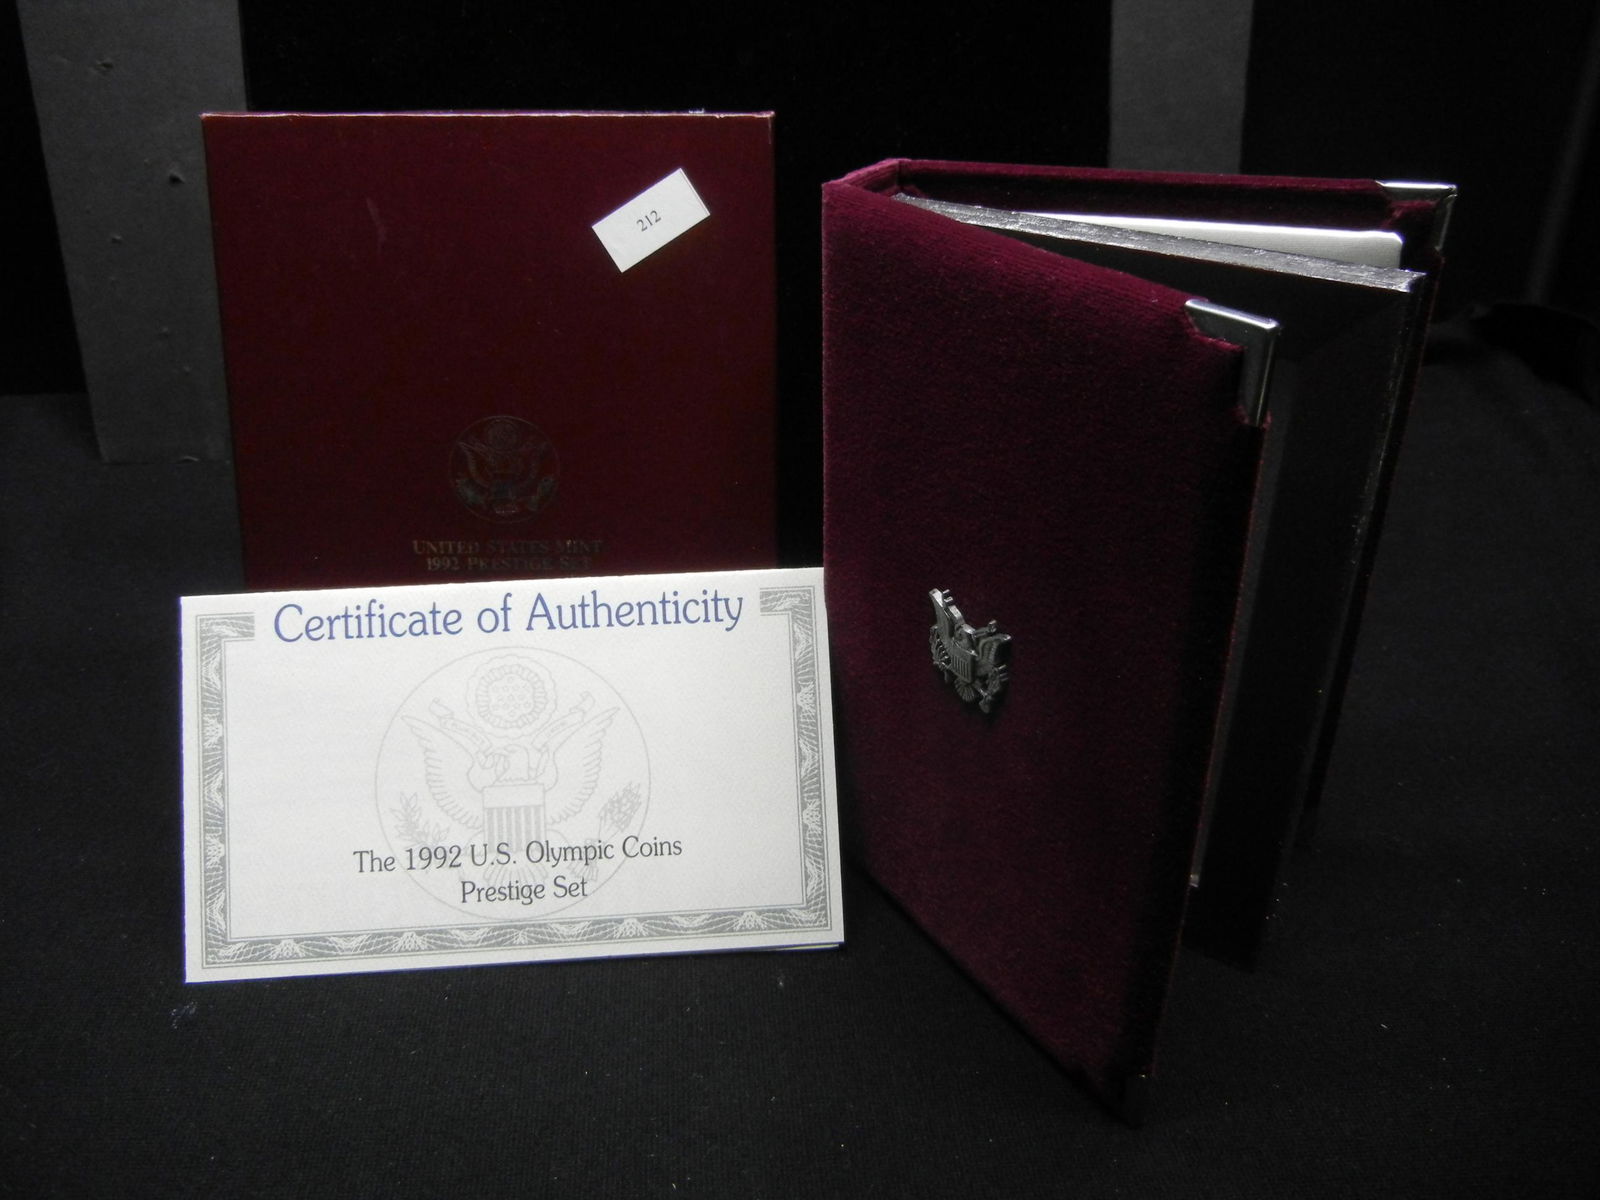 212
UNITED STATES MINT
1992 PRESTIGE SET
Certificate of Authenticity
The 1992 U.S. Olympic Coins
Prestige Set